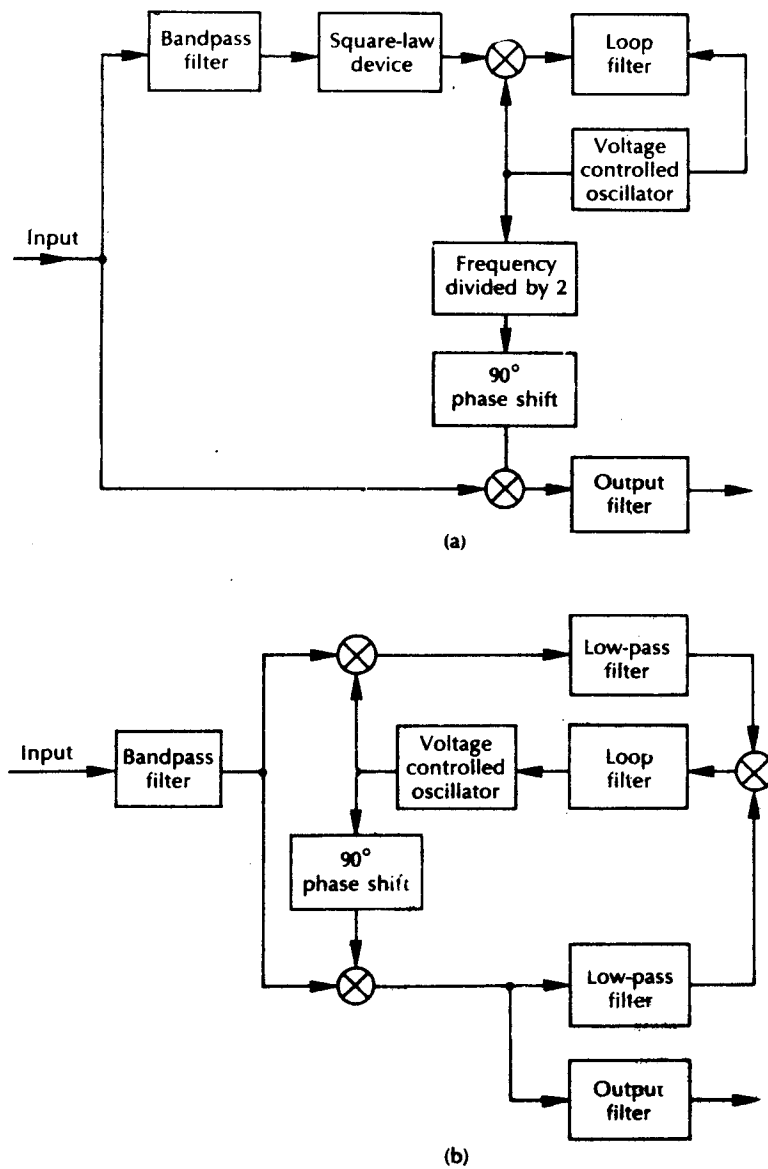 Bandpass
filter
Square-law
device
Loop
filter
Voltage
controlled
oscillator
Input
Frequency
divided by 2
90°
phase shift
Output
filter
(a)
Low-pass
filter
Input
Bandpass
filter
Voltage
controlled
oscillator
Loop
filter
90°
phase shift
Low-pass
filter
Output
filter
(b)